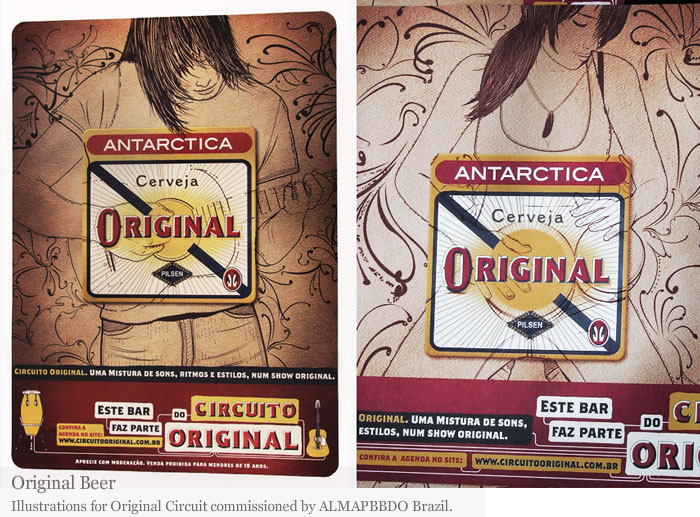 ANTARCTICA
Cerveja
ORIGINAL
PILSEN
CIRCUITO ORIGINAL. UMA MISTURA DE SONS, RITMOS E ESTILOS, NUM SHOW ORIGINAL.
ESTE BAR
FAZ PARTE
DO CIRCUITO
ORIGINAL
CONFIRA A
AGENDA NO SITE:
WWW.CIRCUITOORIGINAL.COM.BR
APRECIE COM MODERAÇÃO. VENDA PROIBIDA PARA MENORES DE 18 ANOS.
ANTARCTICA
Cerveja
ORIGINAL
PILSEN
ORIGINAL. UMA MISTURA DE SONS,
ESTILOS, NUM SHOW ORIGINAL.
ESTE BAR
FAZ PARTE
DO CI
ORI
CONFIRA A AGENDA NO SITE: WWW.CIRCUITOORIGINAL.COM.BR
Original Beer
Illustrations for Original Circuit commissioned by ALMAPBBDO Brazil.